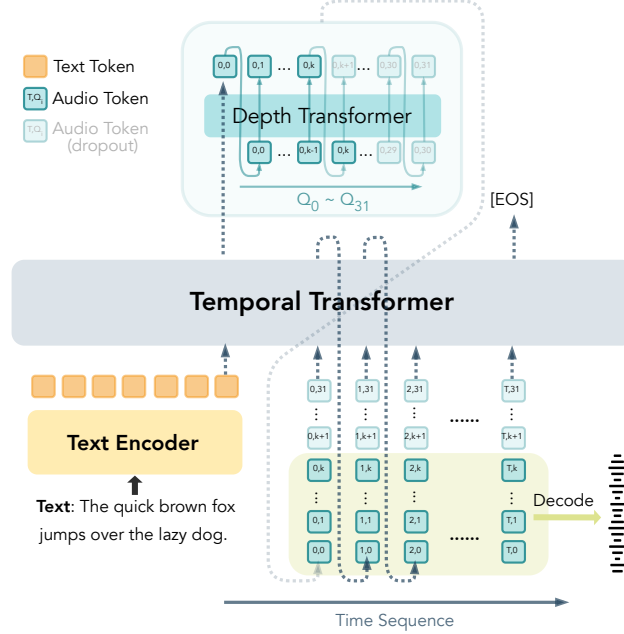 Text Token
T,Qᵢ Audio Token
T,Qᵢ Audio Token
(dropout)
0,0 0,1 ... 0,k 0,k+1 ... 0,30 0,31
Depth Transformer
0,0 ... 0,k-1 0,k ... 0,29 0,30
Q₀ ~ Q₃₁
[EOS]
Temporal Transformer
0,31 1,31 2,31 T,31
0,k+1 1,k+1 2,k+1 ...... T,k+1
Text Encoder
0,k 1,k 2,k T,k
Decode
Text: The quick brown fox
jumps over the lazy dog.
0,1 1,1 2,1 T,1
0,0 1,0 2,0 ...... T,0
Time Sequence